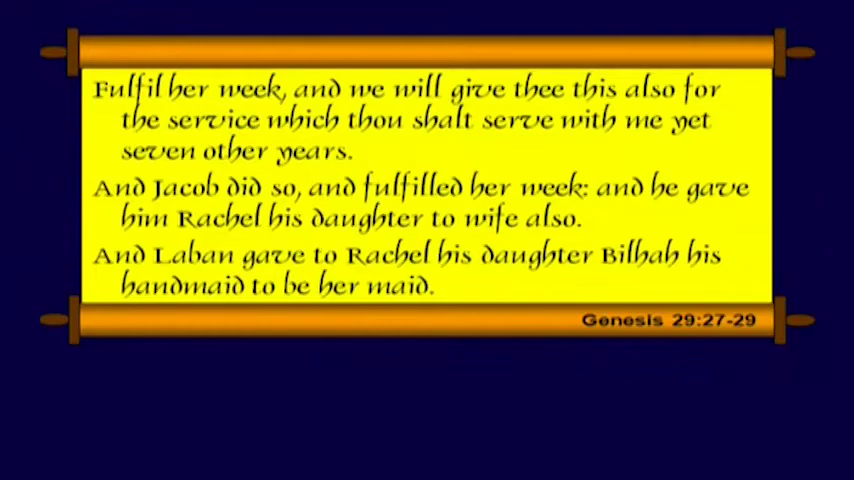 Fulfil her week, and we will give thee this also for
the service which thou shalt serve with me yet
seven other years.
And Jacob did so, and fulfilled her week: and he gave
him Rachel his daughter to wife also.
And Laban gave to Rachel his daughter Bilhah his
handmaid to be her maid.
Genesis 29:27-29